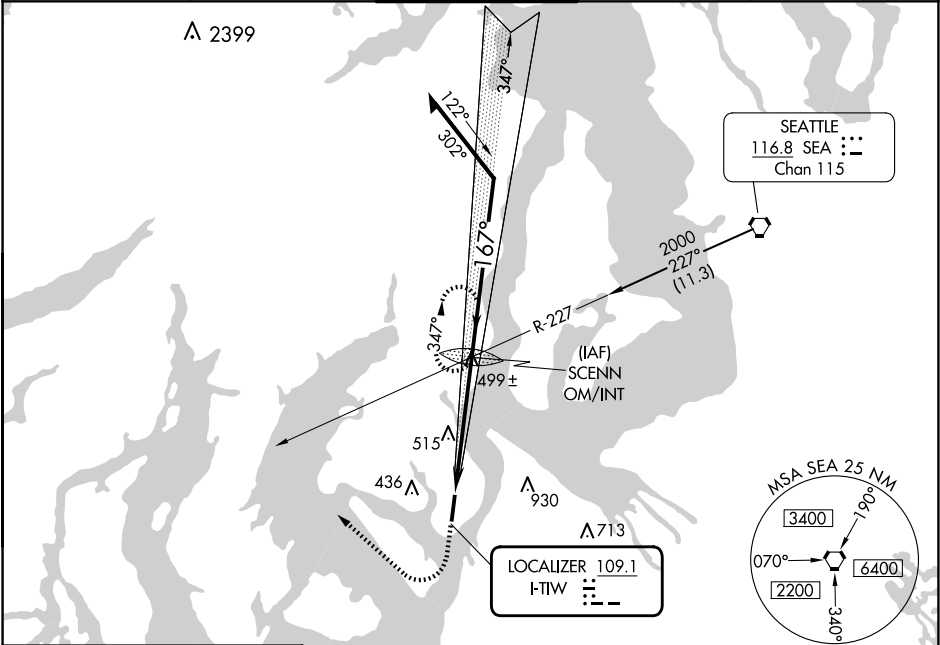 2399
347°
122°
302°
SEATTLE
116.8 SEA
Chan 115
167°
2000
227°
(11.3)
R-227
347°
(IAF)
SCENN
OM/INT
499 ±
515
436
930
713
LOCALIZER 109.1
I-TIW
MSA SEA 25 NM
3400
190°
070°
6400
2200
340°